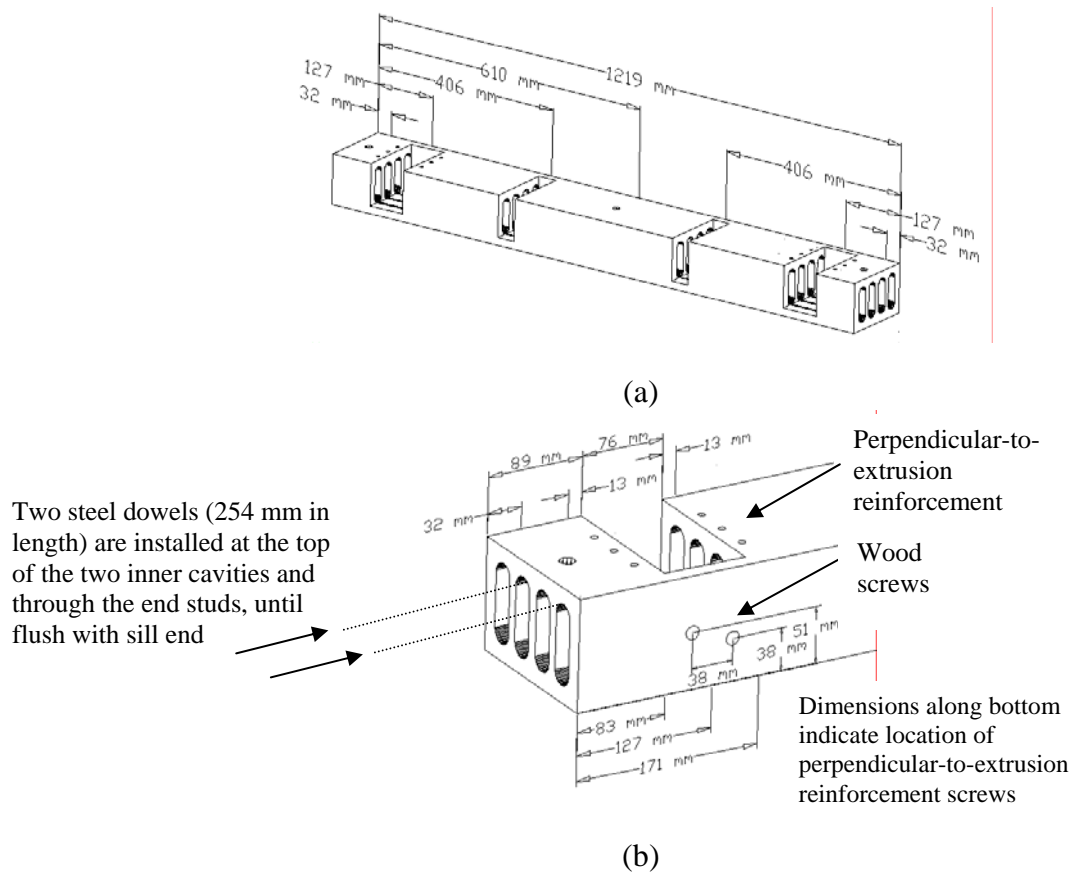 1219 mm
610 mm
127 mm
406 mm
32 mm
406 mm
127 mm
32 mm
(a)
76 mm
89 mm
13 mm
13 mm
32 mm
Perpendicular-to-
extrusion
reinforcement
Wood
screws
Two steel dowels (254 mm in
length) are installed at the top
of the two inner cavities and
through the end studs, until
flush with sill end
51 mm
38 mm
38 mm
83 mm
127 mm
171 mm
Dimensions along bottom
indicate location of
perpendicular-to-extrusion
reinforcement screws
(b)